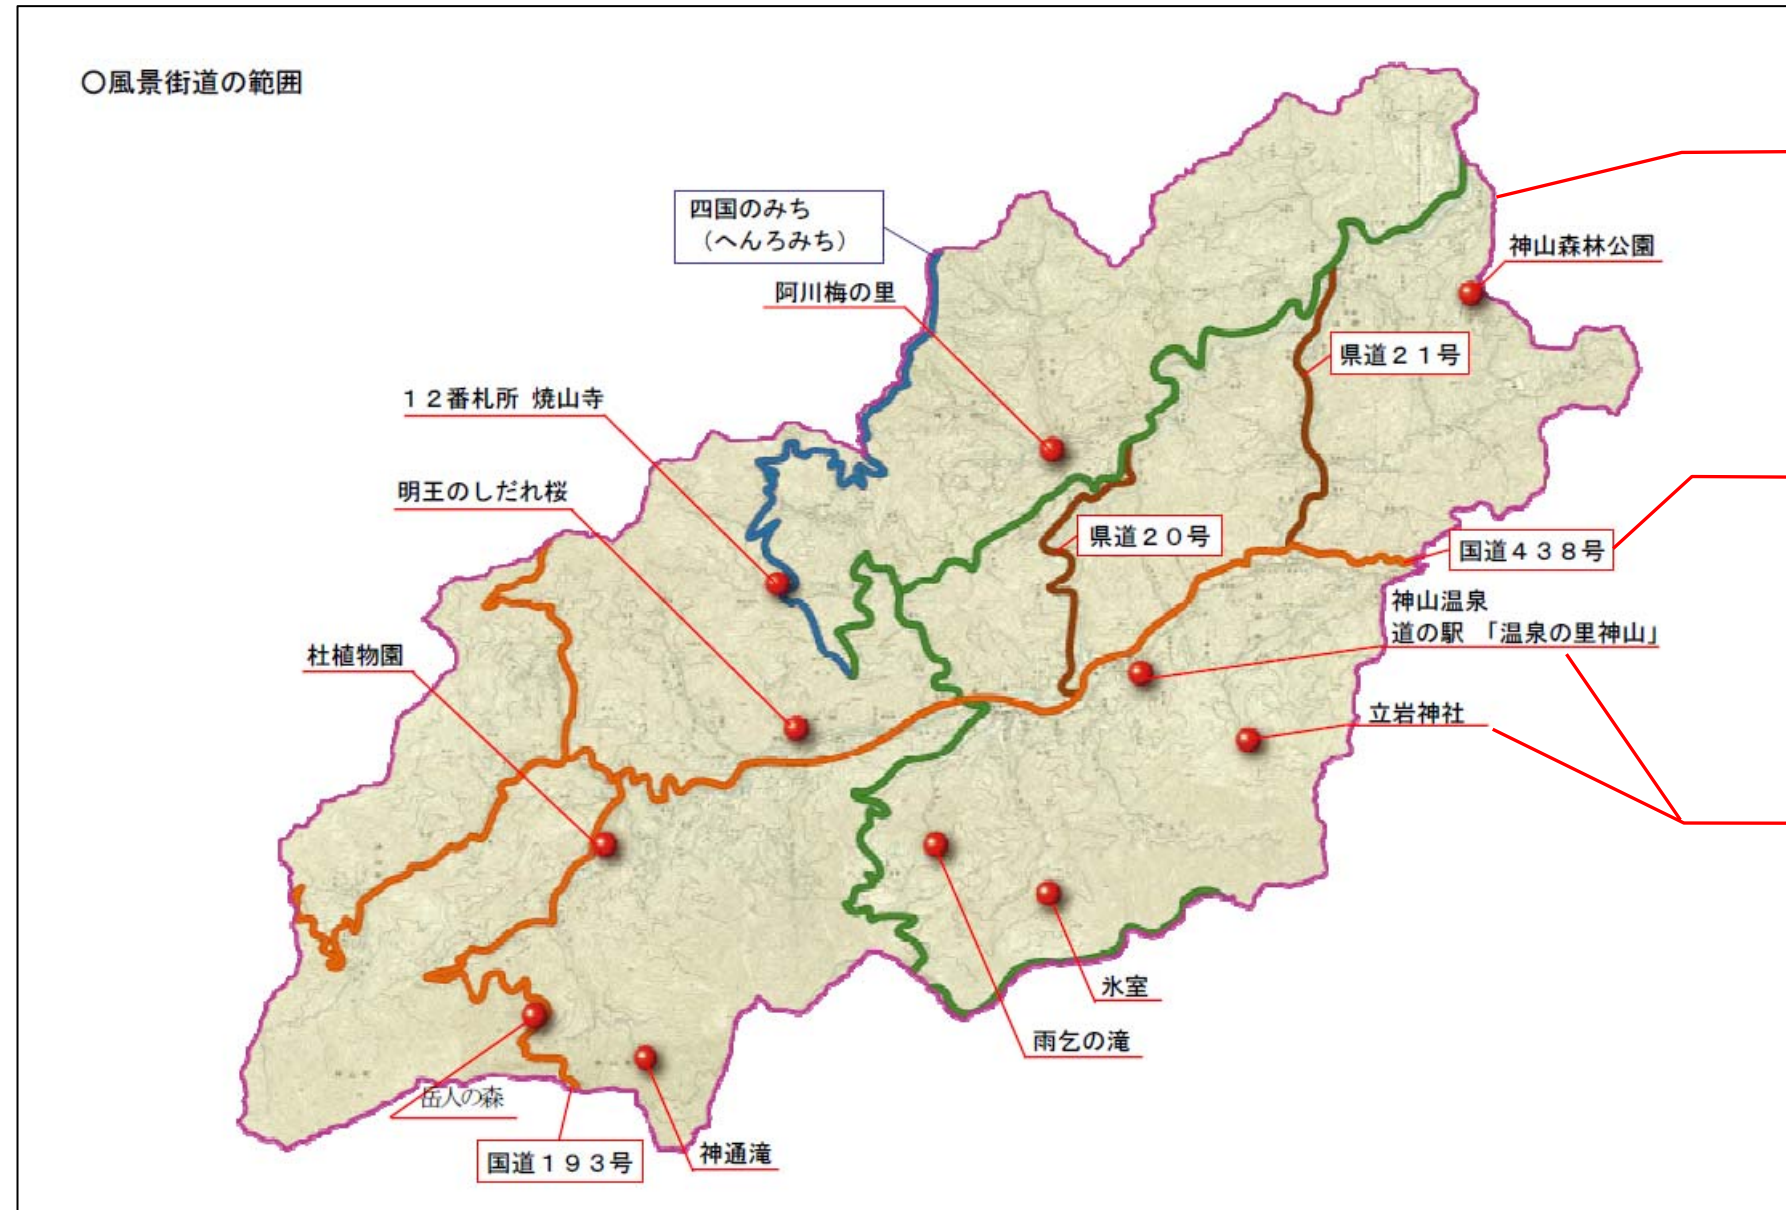 〇風景街道の範囲
四国のみち
（へんろみち）
神山森林公園
阿川梅の里
県道２１号
１２番札所 焼山寺
明王のしだれ桜
県道２０号
国道４３８号
神山温泉
道の駅 「温泉の里神山」
杜植物園
立岩神社
氷室
雨乞の滝
岳人の森
国道１９３号
神通滝